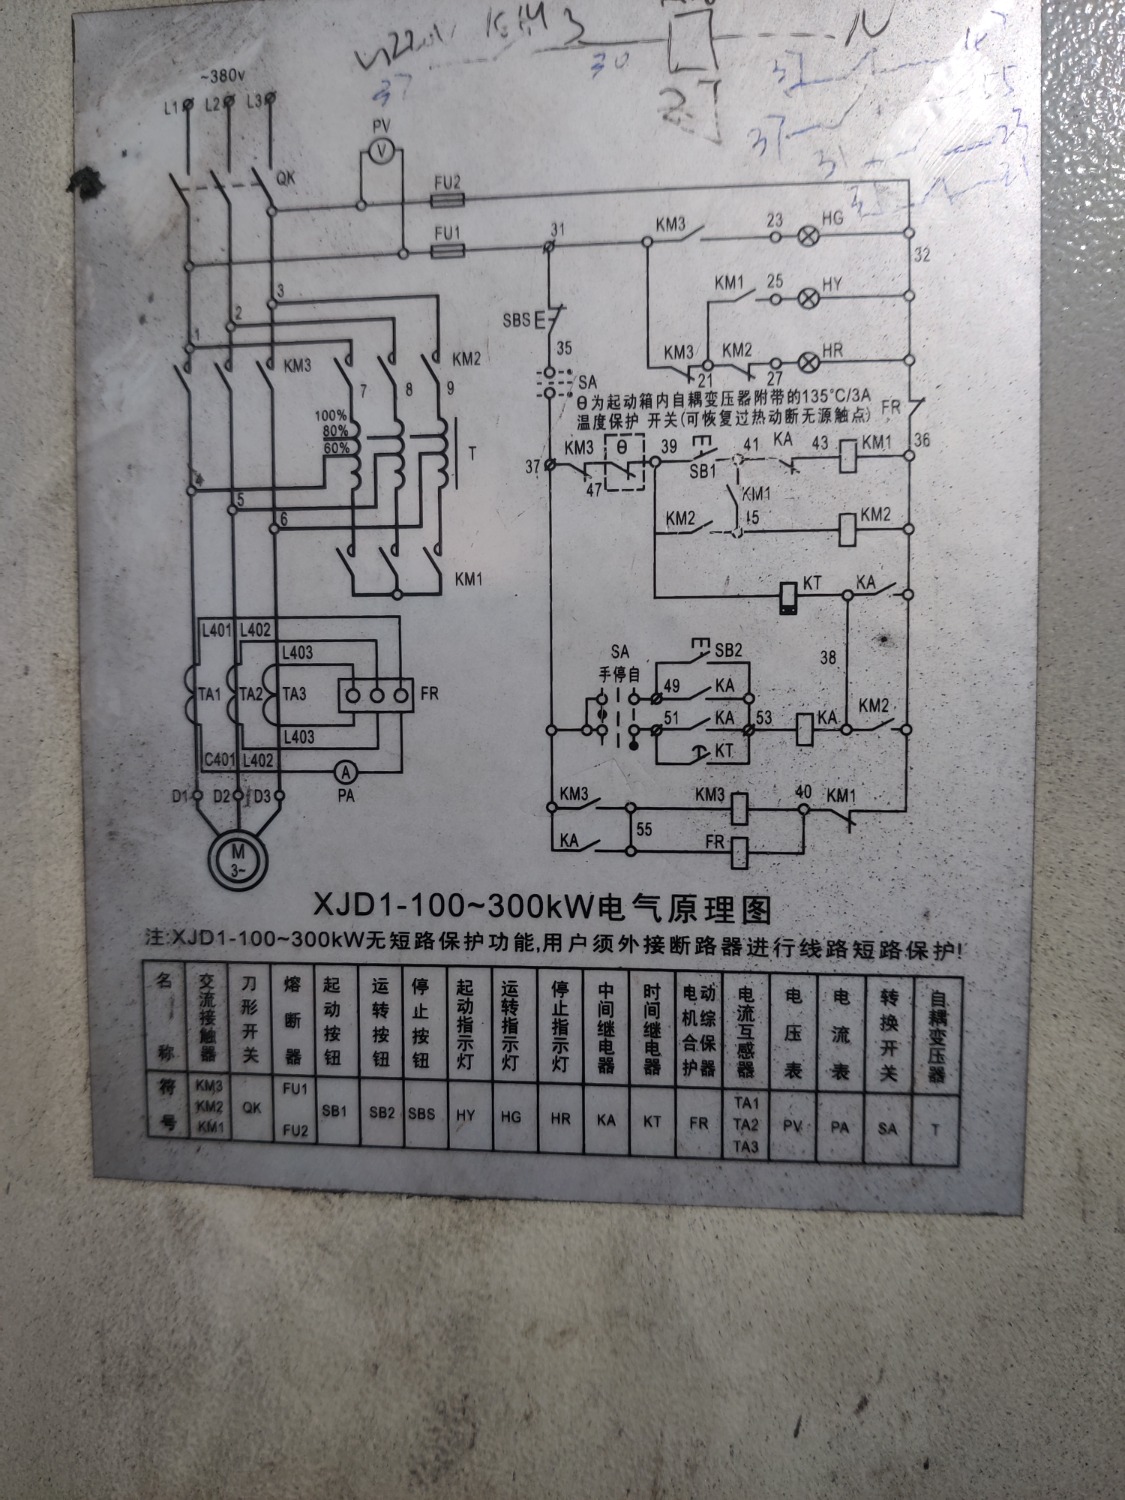 ~380v
L1 L2 L3
QK
PV
V
FU2
FU1
31
KM3
23
HG
32
KM1
25
HY
KM3
21
KM2
27
HR
SBS
35
SA
θ为起动箱内自耦变压器附带的135°C/3A
温度保护 开关(可恢复过热动断无源触点)
FR
36
1
2
3
KM3
KM2
7
8
9
100%
80%
60%
T
4
5
6
KM1
37
KM3
θ
47
39
SB1
41
KA
43
KM1
KM1
KM2
45
KM2
KT
KA
38
SA
手停自
SB2
49
KA
51
KA
53
KA
KM2
KT
KM3
55
KM3
40
KM1
KA
FR
L401 L402
L403
TA1 TA2 TA3
FR
L403
C401 L402
A
PA
D1 D2 D3
M
3~
XJD1-100~300kW电气原理图
注:XJD1-100~300kW无短路保护功能,用户须外接断路器进行线路短路保护!
名称 交流接触器 刀形开关 熔断器 起动按钮 运转按钮 停止按钮 起动指示灯 运转指示灯 停止指示灯 中间继电器 时间继电器 电动机综合保护器 电流互感器 电压表 电流表 转换开关 自耦变压器
符号 KM3 KM2 KM1 QK FU1 FU2 SB1 SB2 SBS HY HG HR KA KT FR TA1 TA2 TA3 PV PA SA T